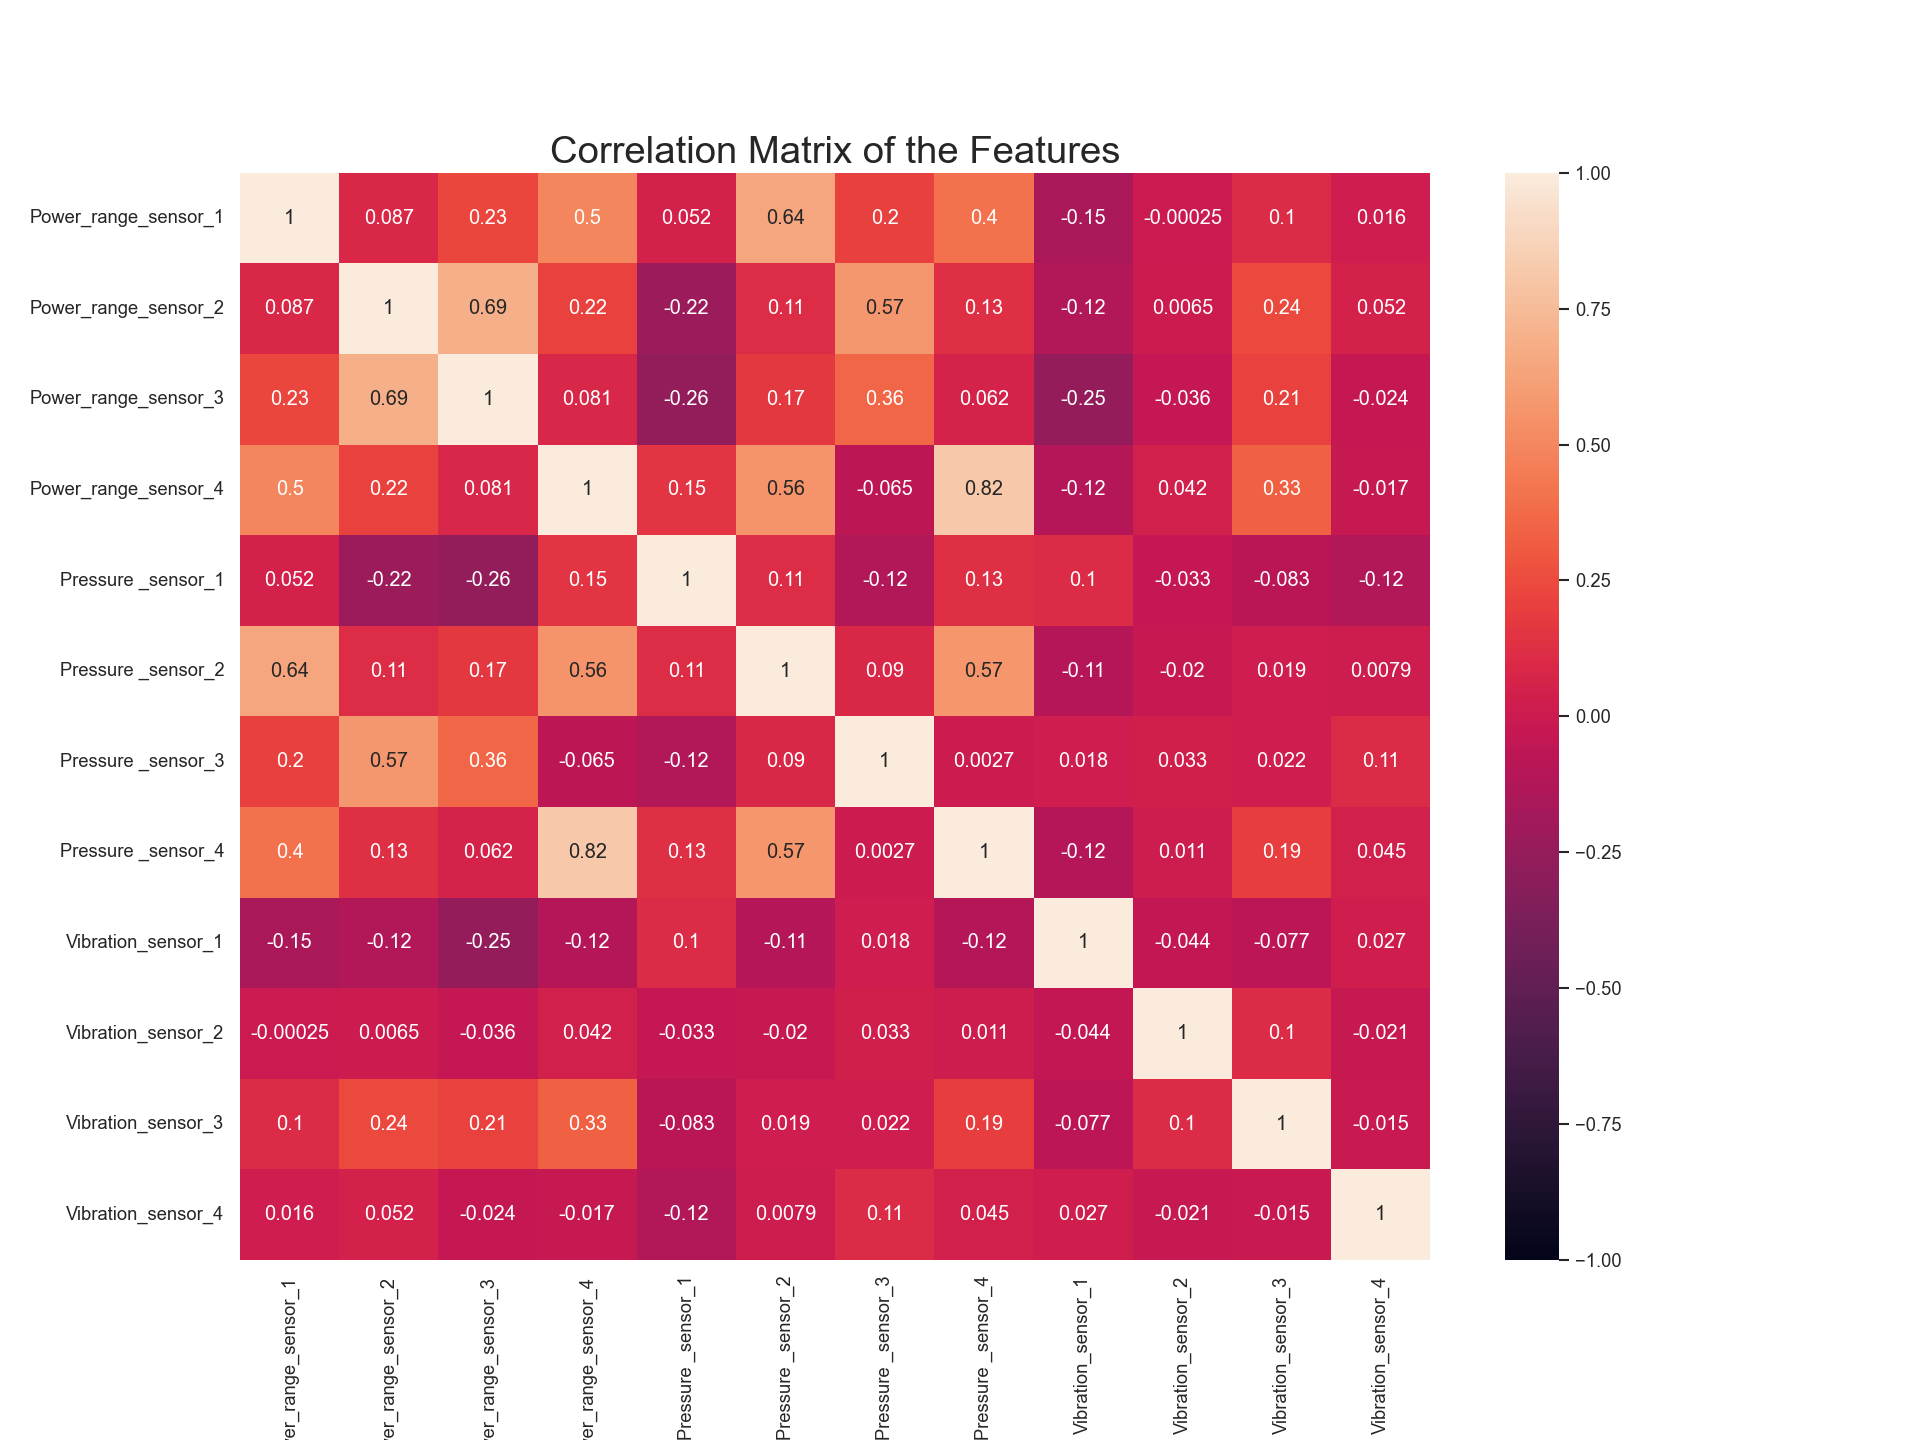 Correlation Matrix of the Features
Power_range_sensor_1 1 0.087 0.23 0.5 0.052 0.64 0.2 0.4 -0.15 -0.00025 0.1 0.016
Power_range_sensor_2 0.087 1 0.69 0.22 -0.22 0.11 0.57 0.13 -0.12 0.0065 0.24 0.052
Power_range_sensor_3 0.23 0.69 1 0.081 -0.26 0.17 0.36 0.062 -0.25 -0.036 0.21 -0.024
Power_range_sensor_4 0.5 0.22 0.081 1 0.15 0.56 -0.065 0.82 -0.12 0.042 0.33 -0.017
Pressure _sensor_1 0.052 -0.22 -0.26 0.15 1 0.11 -0.12 0.13 0.1 -0.033 -0.083 -0.12
Pressure _sensor_2 0.64 0.11 0.17 0.56 0.11 1 0.09 0.57 -0.11 -0.02 0.019 0.0079
Pressure _sensor_3 0.2 0.57 0.36 -0.065 -0.12 0.09 1 0.0027 0.018 0.033 0.022 0.11
Pressure _sensor_4 0.4 0.13 0.062 0.82 0.13 0.57 0.0027 1 -0.12 0.011 0.19 0.045
Vibration_sensor_1 -0.15 -0.12 -0.25 -0.12 0.1 -0.11 0.018 -0.12 1 -0.044 -0.077 0.027
Vibration_sensor_2 -0.00025 0.0065 -0.036 0.042 -0.033 -0.02 0.033 0.011 -0.044 1 0.1 -0.021
Vibration_sensor_3 0.1 0.24 0.21 0.33 -0.083 0.019 0.022 0.19 -0.077 0.1 1 -0.015
Vibration_sensor_4 0.016 0.052 -0.024 -0.017 -0.12 0.0079 0.11 0.045 0.027 -0.021 -0.015 1
er_range_sensor_1
er_range_sensor_2
er_range_sensor_3
er_range_sensor_4
Pressure _sensor_1
Pressure _sensor_2
Pressure _sensor_3
Pressure _sensor_4
Vibration_sensor_1
Vibration_sensor_2
Vibration_sensor_3
Vibration_sensor_4
1.00
0.75
0.50
0.25
0.00
−0.25
−0.50
−0.75
−1.00